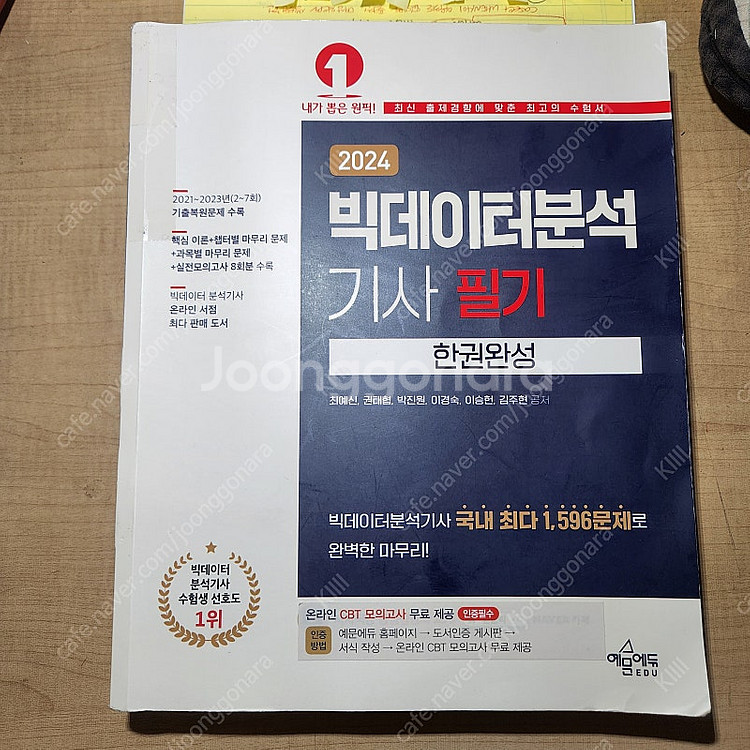 1
내가 뽑은 원픽!
최신 출제경향에 맞춘 최고의 수험서
2024
빅데이터분석
기사 필기
한권완성
최예신, 권태협, 박진원, 이경숙, 이승헌, 김주현 공저
2021~2023년(2~7회)
기출복원문제 수록
핵심 이론+챕터별 마무리 문제
+과목별 마무리 문제
+실전모의고사 8회분 수록
빅데이터 분석기사
온라인 서점
최다 판매 도서
빅데이터분석기사 국내 최다 1,596문제로
완벽한 마무리!
빅데이터
분석기사
수험생 선호도
1위
온라인 CBT 모의고사 무료 제공 인증필수
인증
방법
예문에듀 홈페이지 → 도서인증 게시판 →
서식 작성 → 온라인 CBT 모의고사 무료 제공
예문에듀
EDU
Joonggonara
cafe.naver.com/joonggonara
KIlll